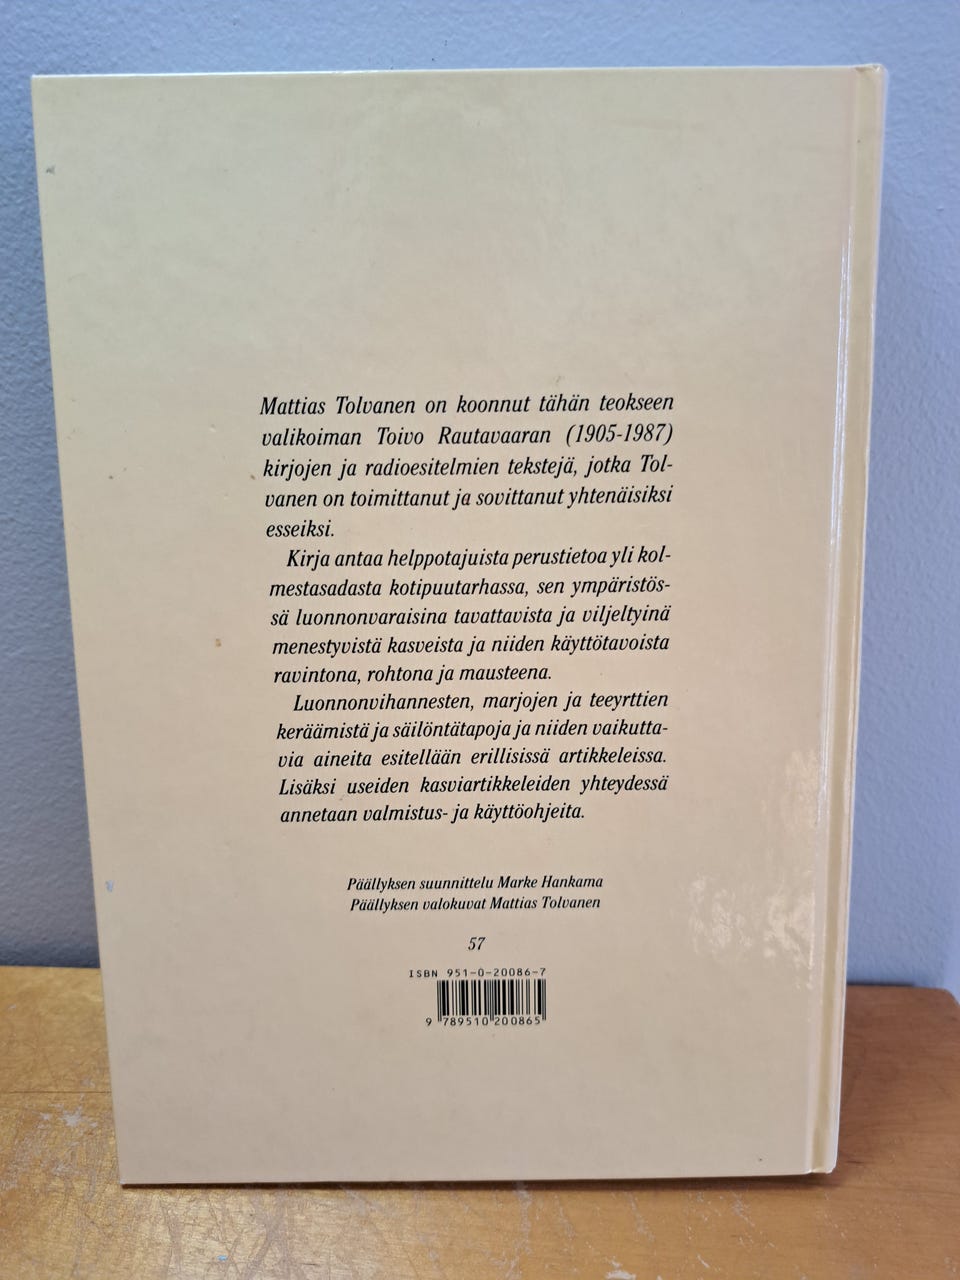 Mattias Tolvanen on koonnut tähän teokseen
valikoiman Toivo Rautavaaran (1905-1987)
kirjojen ja radioesitelmien tekstejä, jotka Tol-
vanen on toimittanut ja sovittanut yhtenäisiksi
esseiksi.
Kirja antaa helppotajuista perustietoa yli kol-
mestasadasta kotipuutarhassa, sen ympäristös-
sä luonnonvaraisina tavattavista ja viljeltyinä
menestyvistä kasveista ja niiden käyttötavoista
ravintona, rohtona ja mausteena.
Luonnonvihannesten, marjojen ja teeyrttien
keräämistä ja säilöntätapoja ja niiden vaikutta-
via aineita esitellään erillisissä artikkeleissa.
Lisäksi useiden kasviartikkeleiden yhteydessä
annetaan valmistus- ja käyttöohjeita.
Päällyksen suunnittelu Marke Hankama
Päällyksen valokuvat Mattias Tolvanen
57
ISBN 951-0-20086-7
9 789510 200865